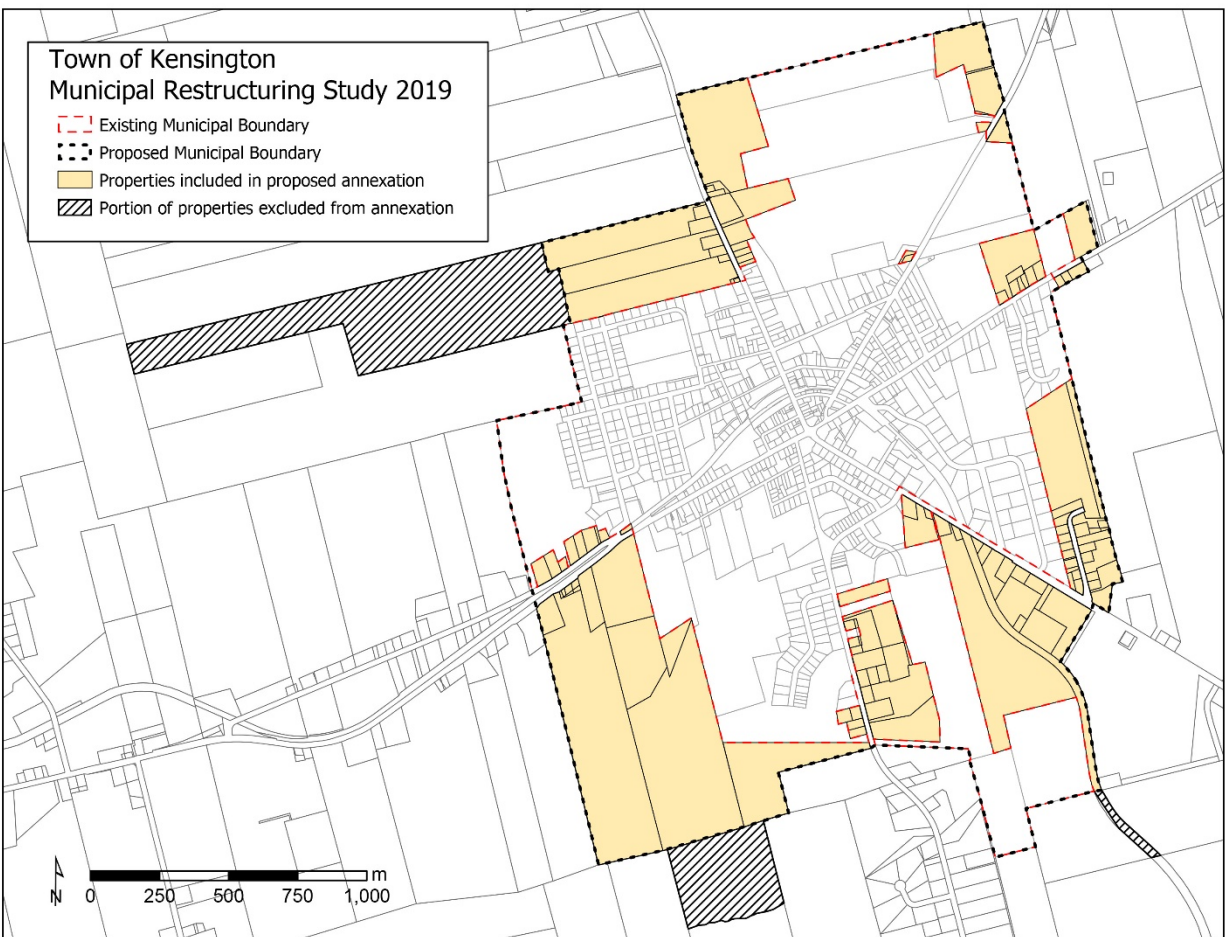 Town of Kensington
Municipal Restructuring Study 2019
Existing Municipal Boundary
Proposed Municipal Boundary
Properties included in proposed annexation
Portion of properties excluded from annexation
N
m
0 250 500 750 1,000